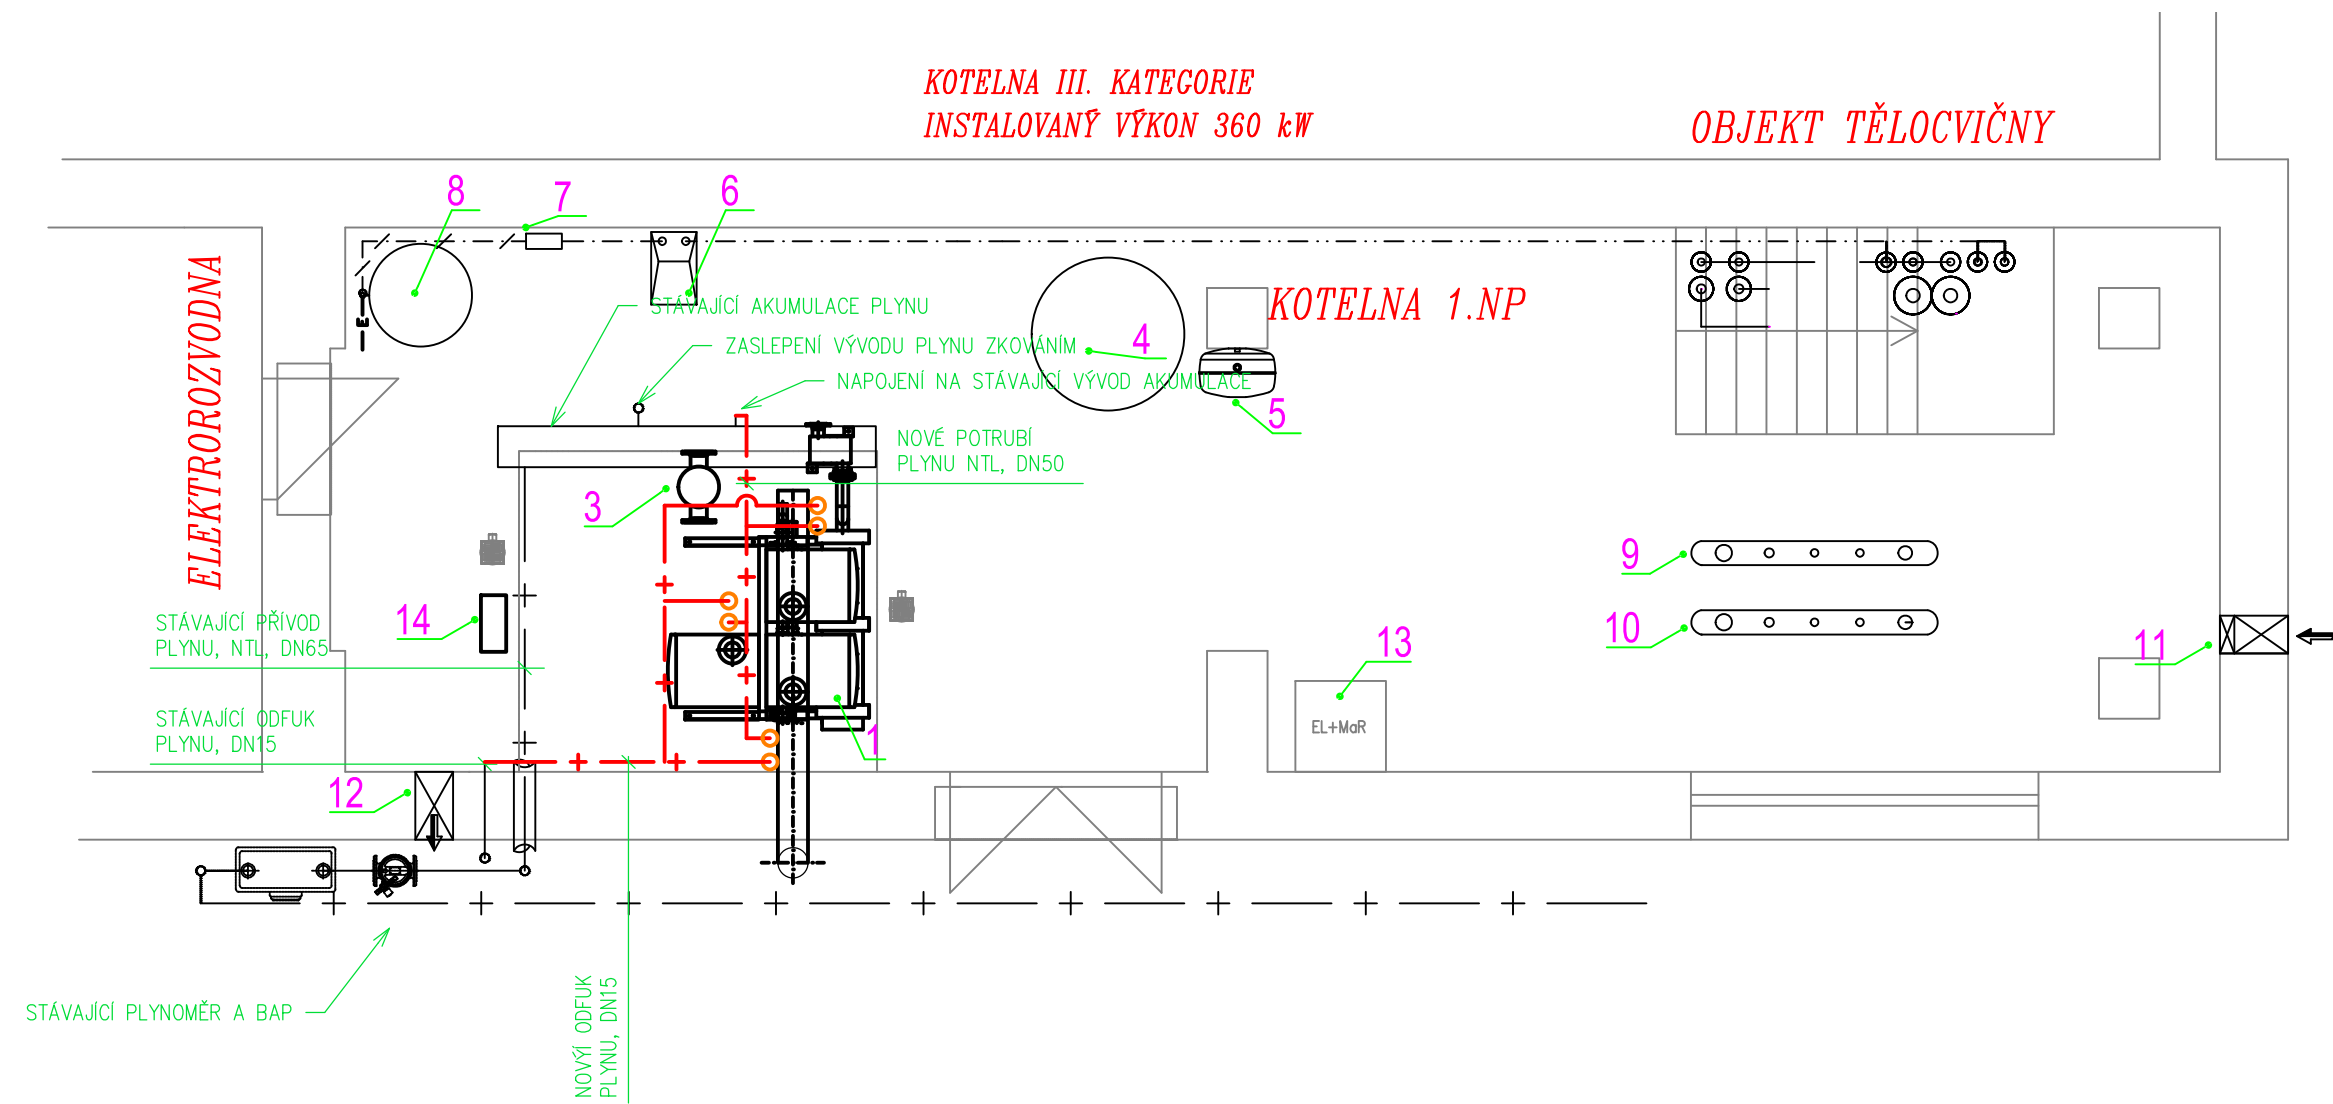 KOTELNA III. KATEGORIE
INSTALOVANÝ VÝKON 360 kW
OBJEKT TĚLOCVIČNY
8
7
6
ELEKTROROZVODNA
STÁVAJÍCÍ AKUMULACE PLYNU
KOTELNA 1.NP
ZASLEPENÍ VÝVODU PLYNU ZKOVÁNÍM
4
NAPOJENÍ NA STÁVAJÍCÍ VÝVOD AKUMULACE
5
E
NOVÉ POTRUBÍ
PLYNU NTL, DN50
3
9
10
14
STÁVAJÍCÍ PŘÍVOD
PLYNU, NTL, DN65
13
11
STÁVAJÍCÍ ODFUK
PLYNU, DN15
EL+MaR
1
12
STÁVAJÍCÍ PLYNOMĚR A BAP
NOVÝÍ ODFUK
PLYNU, DN15